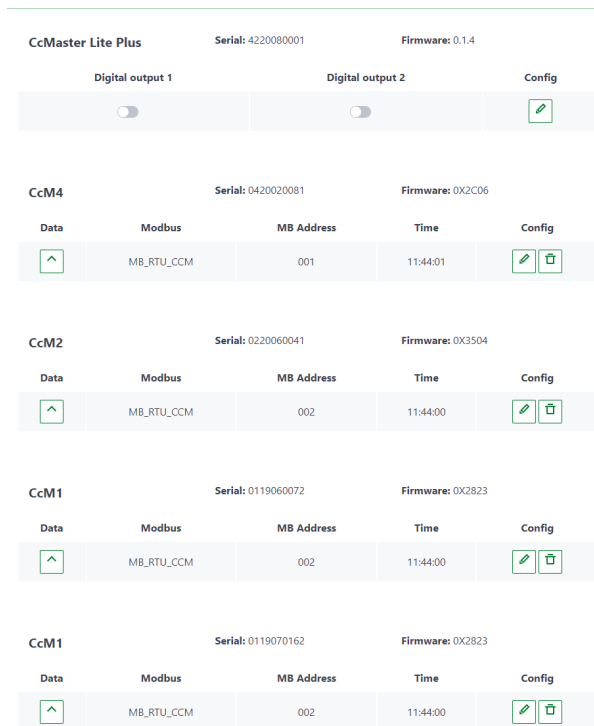 CcMaster Lite Plus Serial: 4220080001 Firmware: 0.1.4
Digital output 1 Digital output 2 Config
CcM4 Serial: 0420020081 Firmware: 0X2C06
Data Modbus MB Address Time Config
MB_RTU_CCM 001 11:44:01
CcM2 Serial: 0220060041 Firmware: 0X3504
Data Modbus MB Address Time Config
MB_RTU_CCM 002 11:44:00
CcM1 Serial: 0119060072 Firmware: 0X2823
Data Modbus MB Address Time Config
MB_RTU_CCM 002 11:44:00
CcM1 Serial: 0119070162 Firmware: 0X2823
Data Modbus MB Address Time Config
MB_RTU_CCM 002 11:44:00